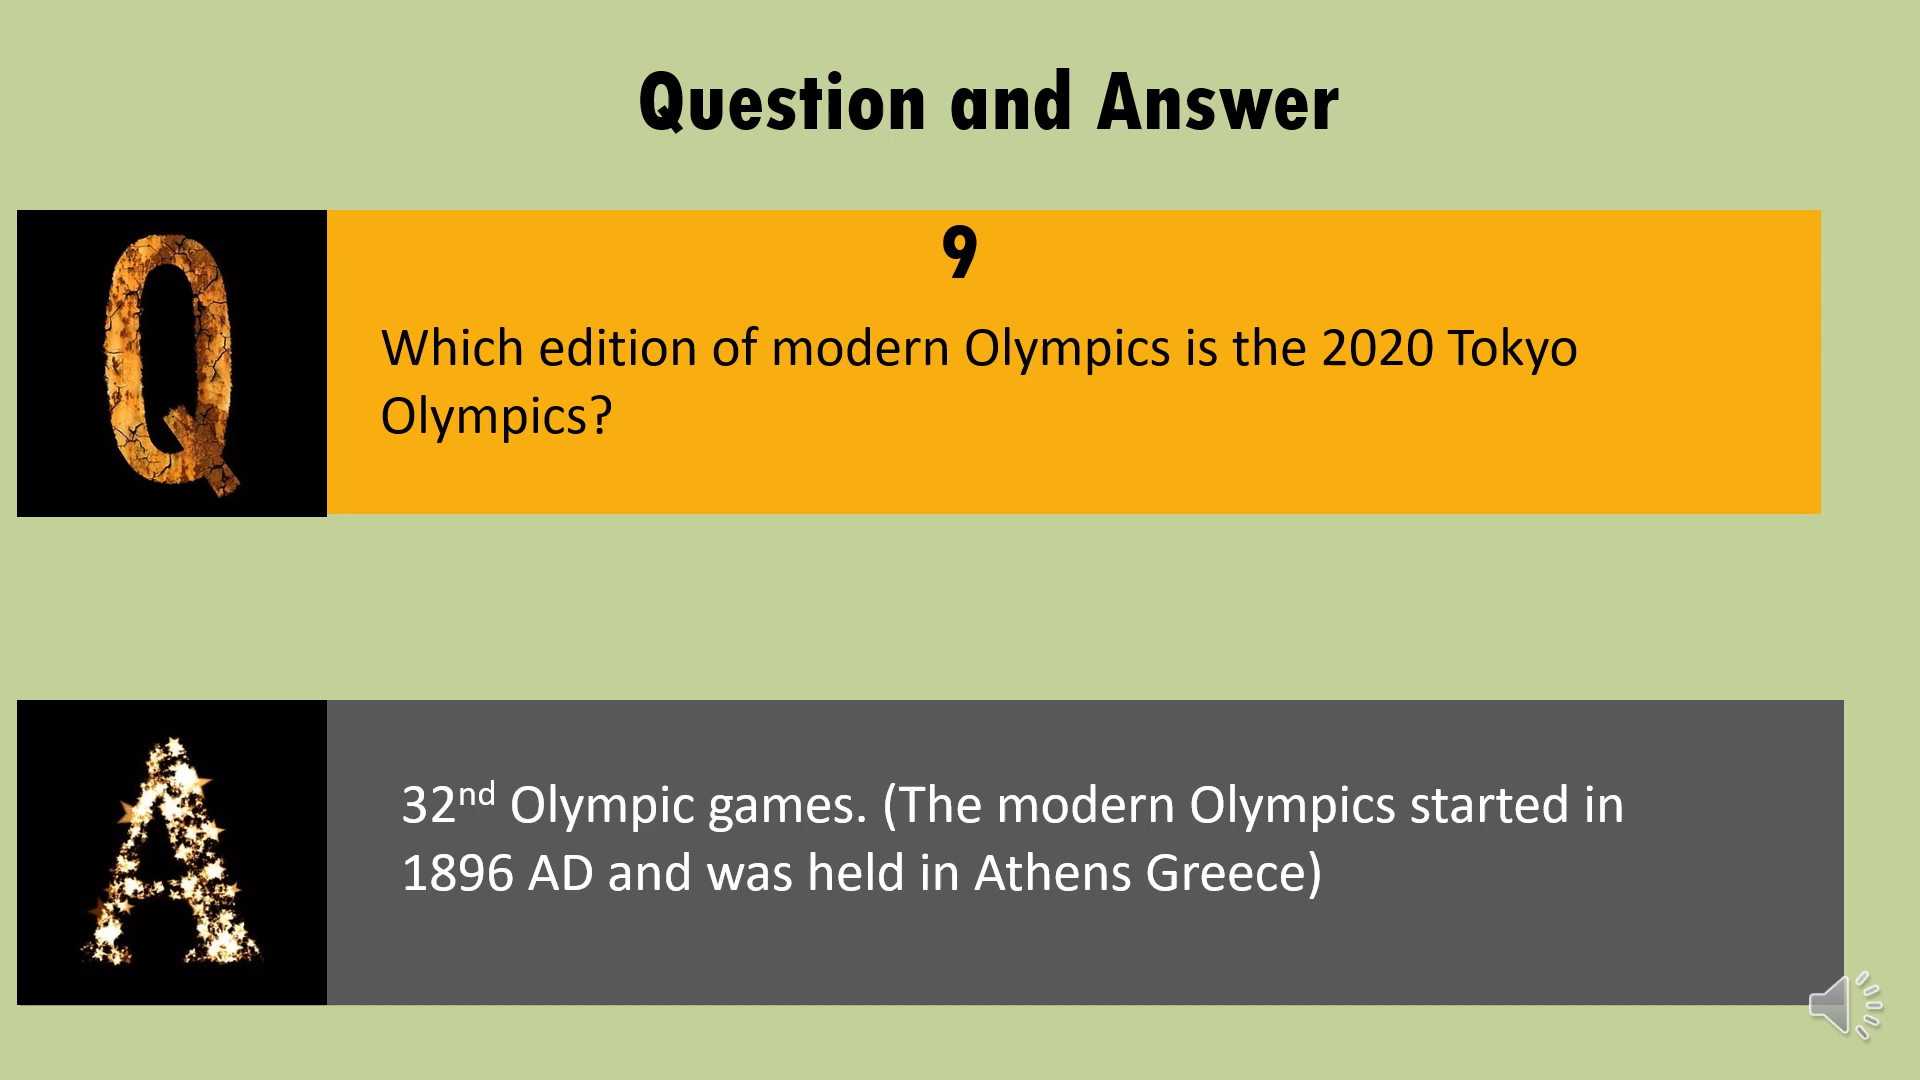 Question and Answer
Q
9
Which edition of modern Olympics is the 2020 Tokyo
Olympics?
A
32nd Olympic games. (The modern Olympics started in
1896 AD and was held in Athens Greece)